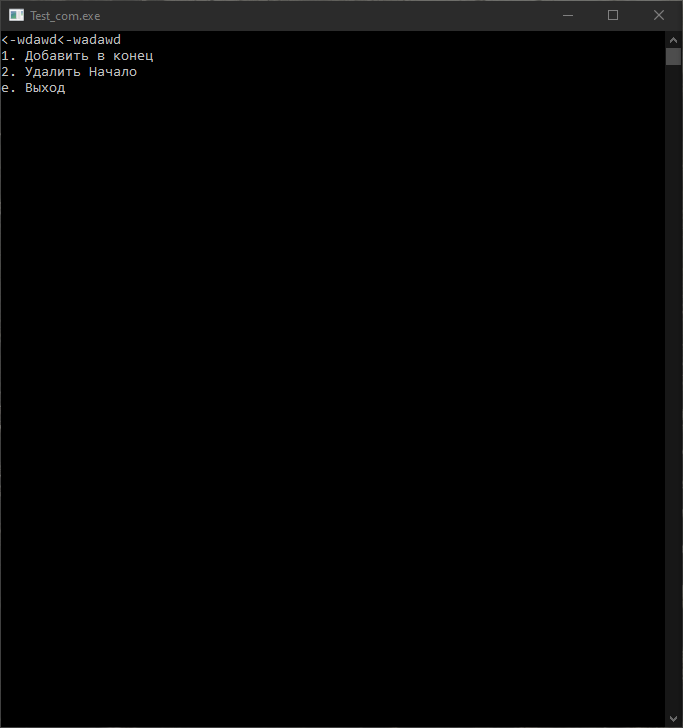 Test_com.exe
<-wdawd<-wadawd
1. Добавить в конец
2. Удалить Начало
e. Выход